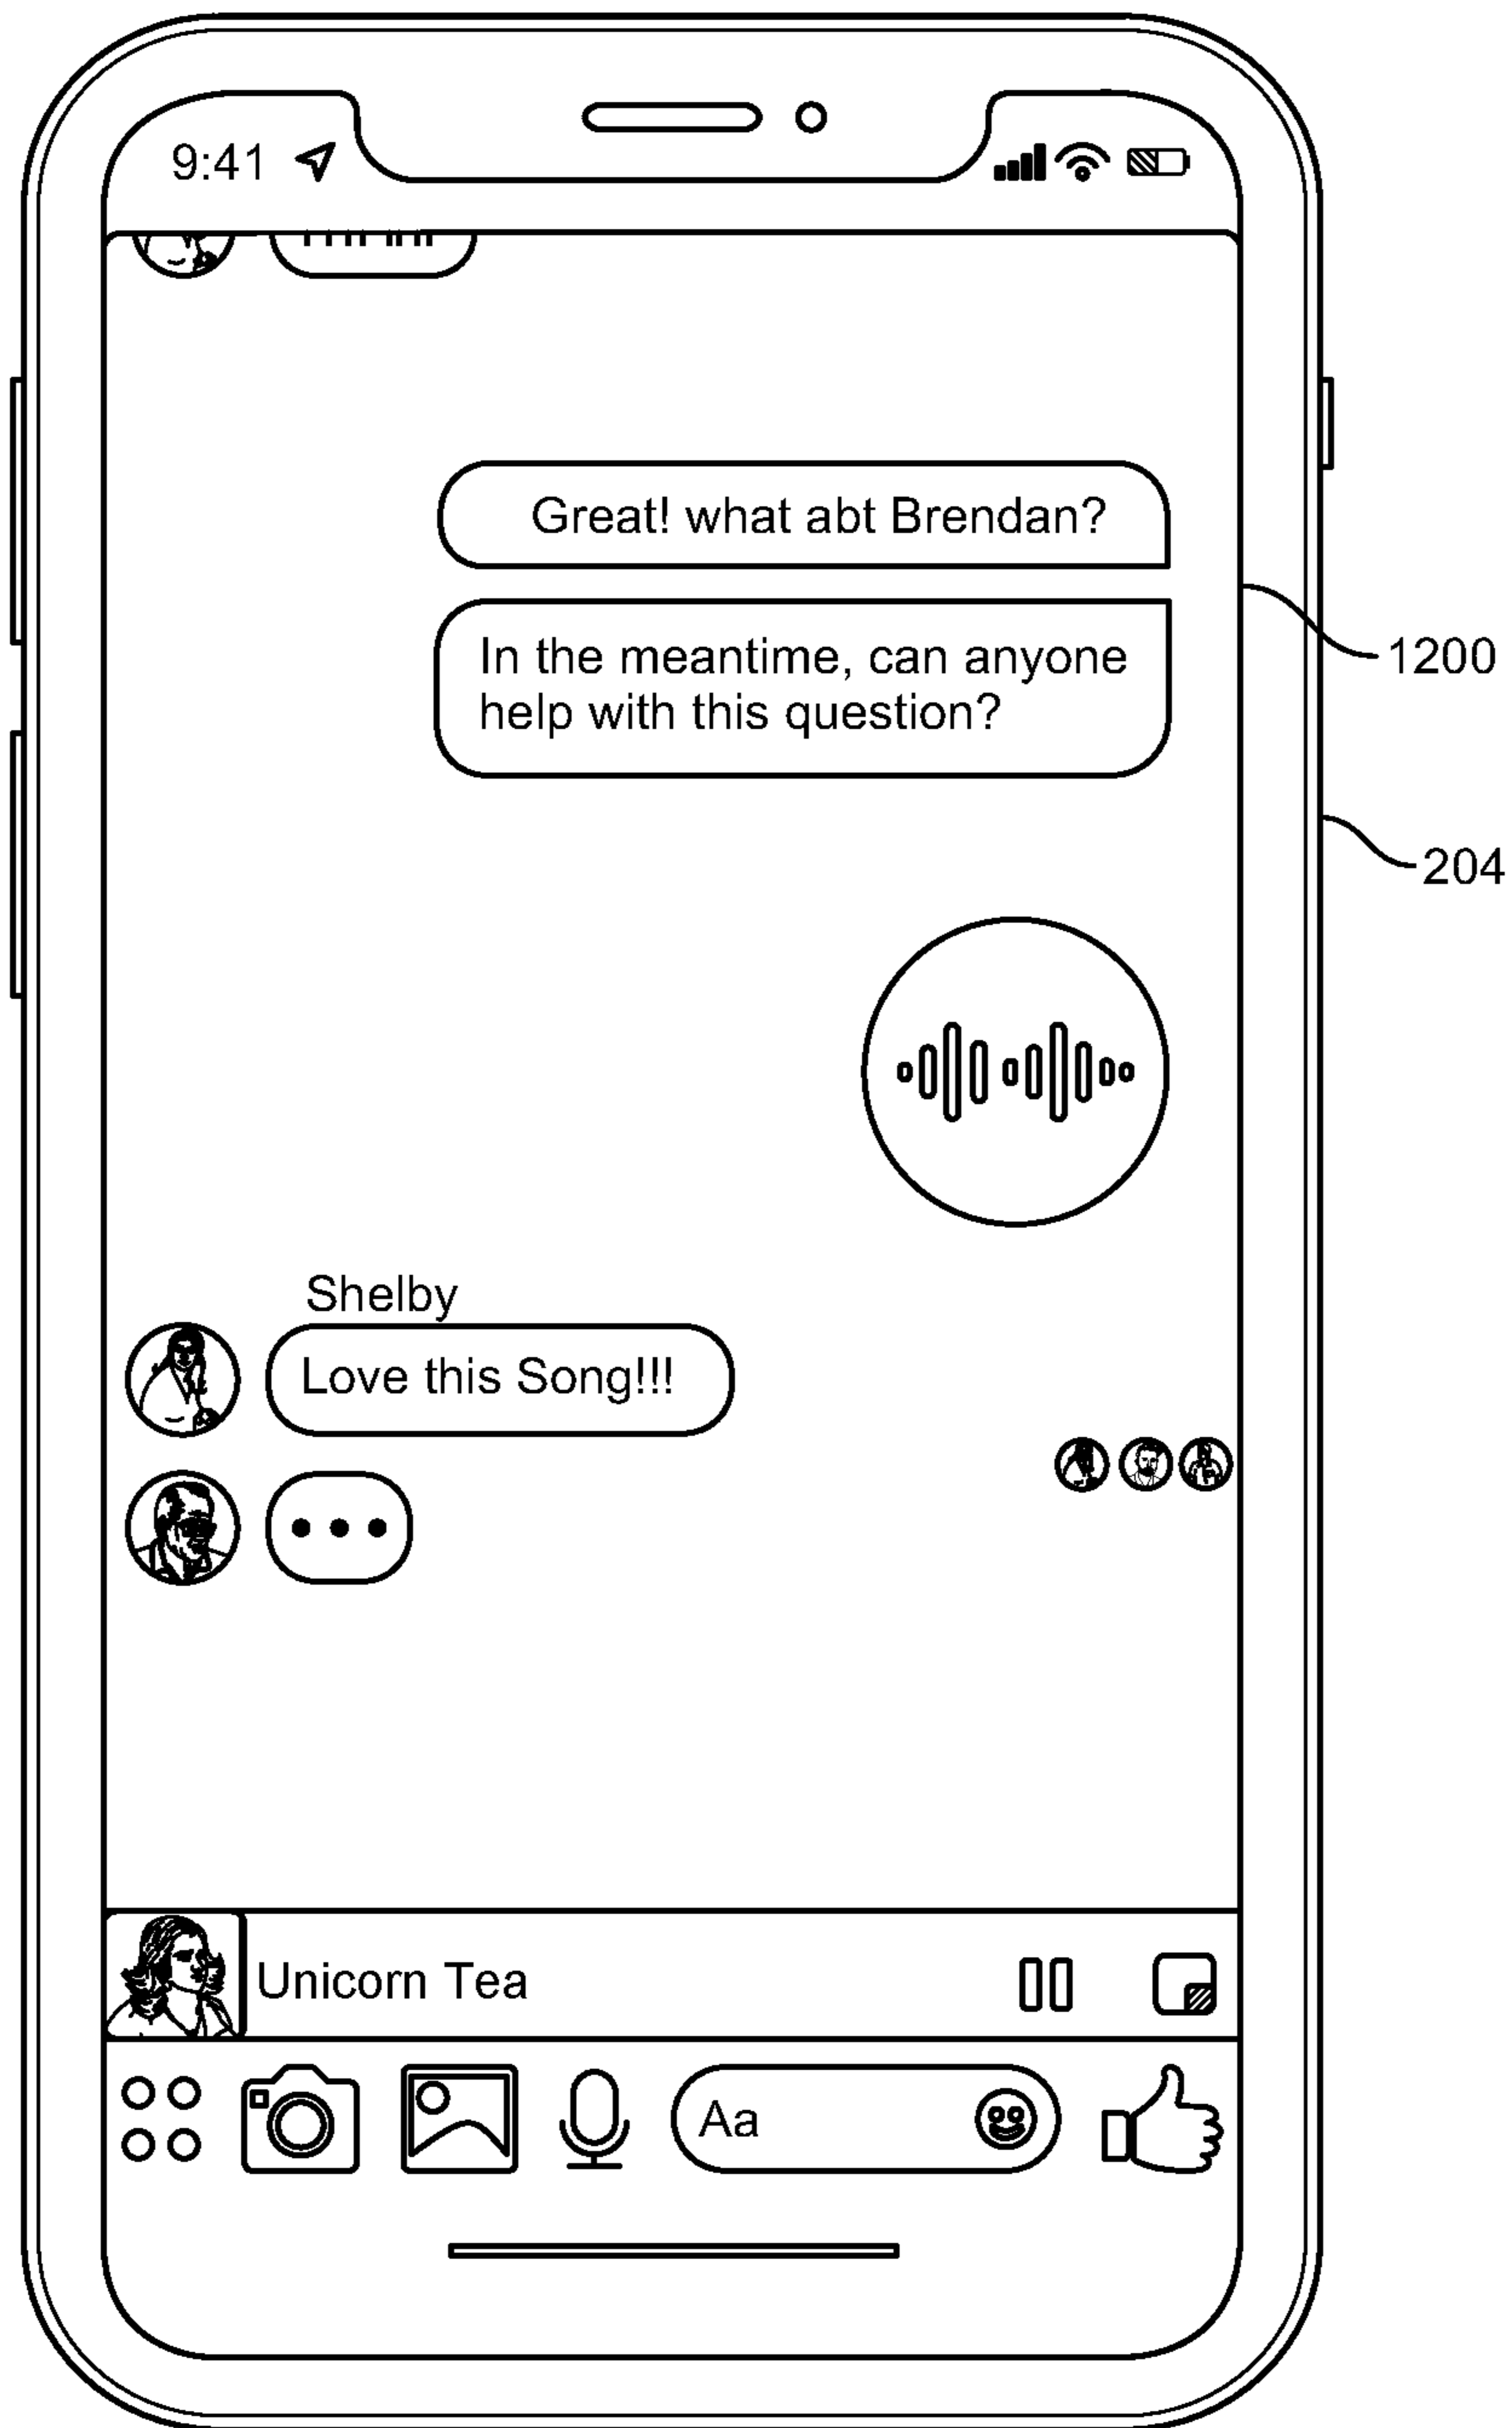 9:41
Great! what abt Brendan?
In the meantime, can anyone
help with this question?
1200
204
Shelby
Love this Song!!!
Unicorn Tea
Aa